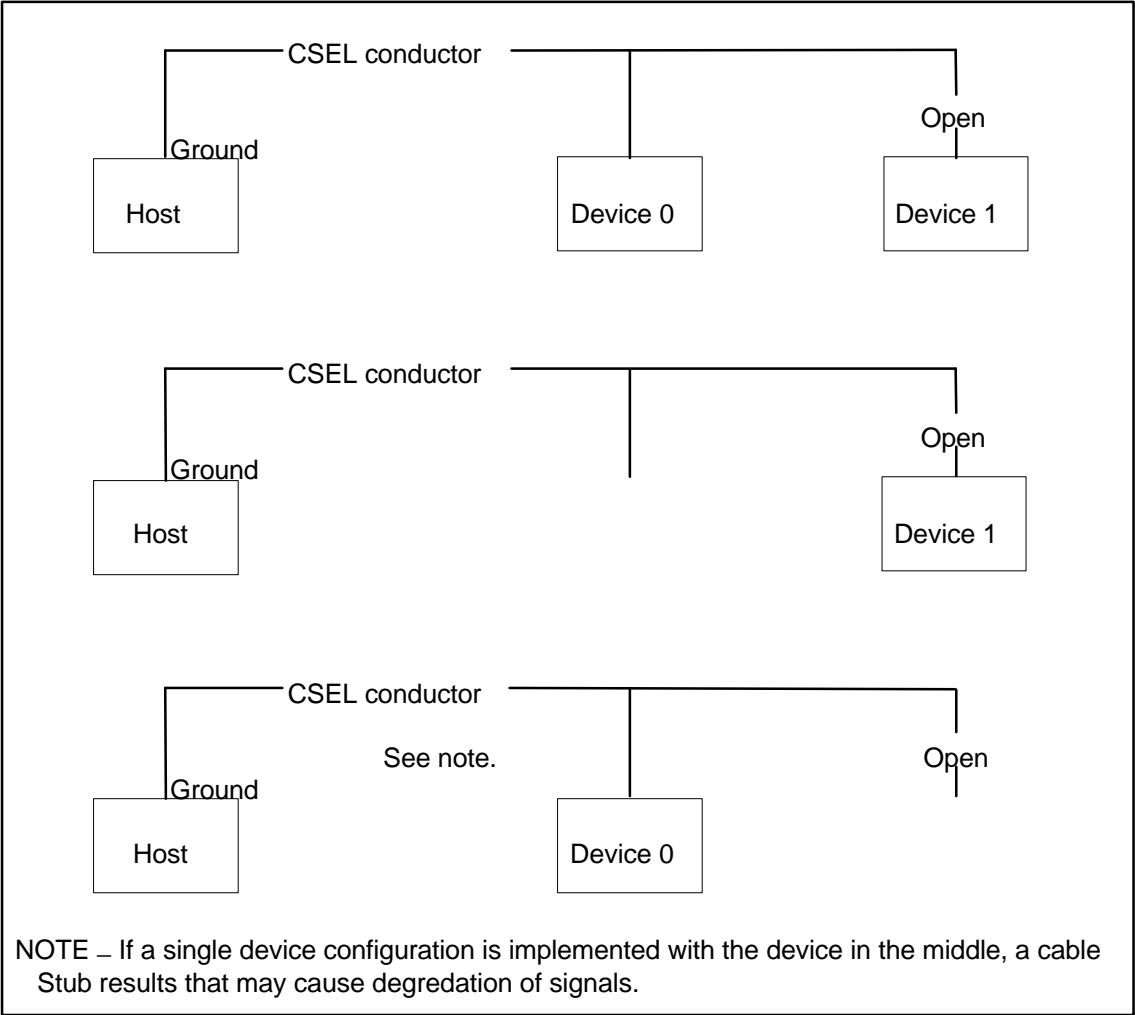 CSEL conductor
Open
Ground
Host
Device 0
Device 1
CSEL conductor
Open
Ground
Host
Device 1
CSEL conductor
See note.
Open
Ground
Host
Device 0
NOTE – If a single device configuration is implemented with the device in the middle, a cable
Stub results that may cause degredation of signals.